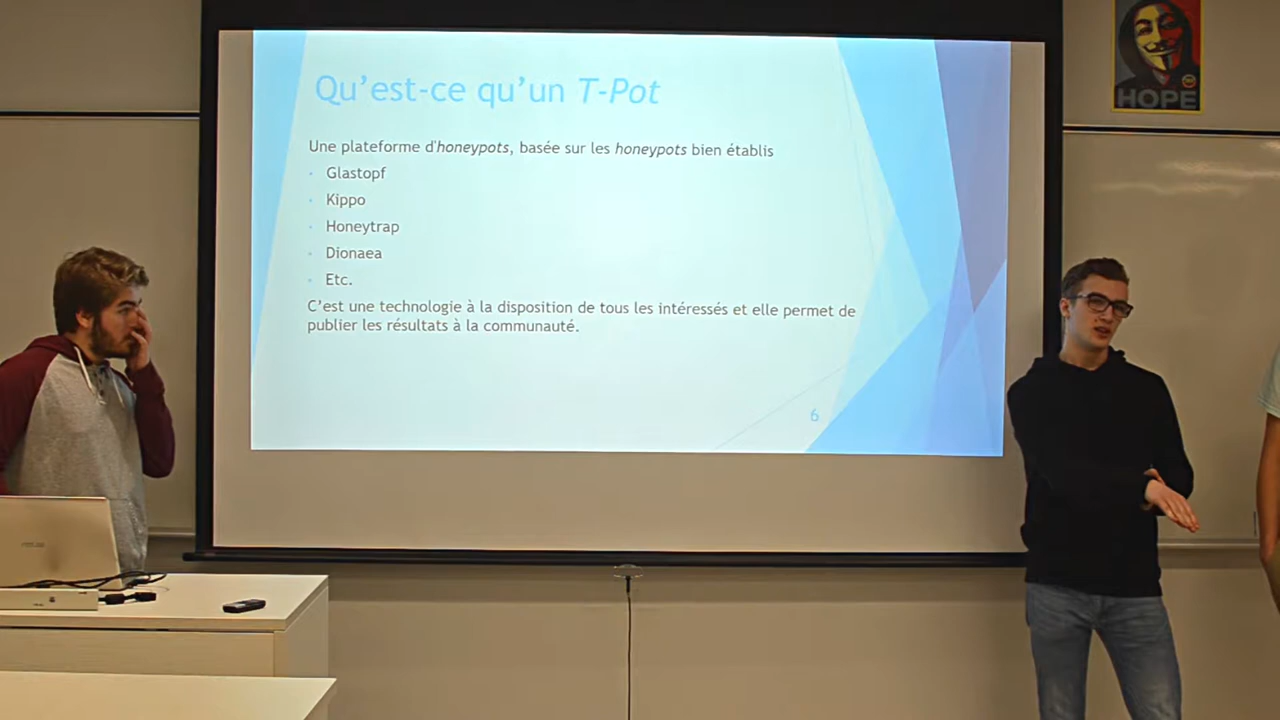 Qu'est-ce qu'un T-Pot
Une plateforme d'honeypots, basée sur les honeypots bien établis
• Glastopf
• Kippo
• Honeytrap
• Dionaea
• Etc.
C'est une technologie à la disposition de tous les intéressés et elle permet de
publier les résultats à la communauté.
6
HOPE